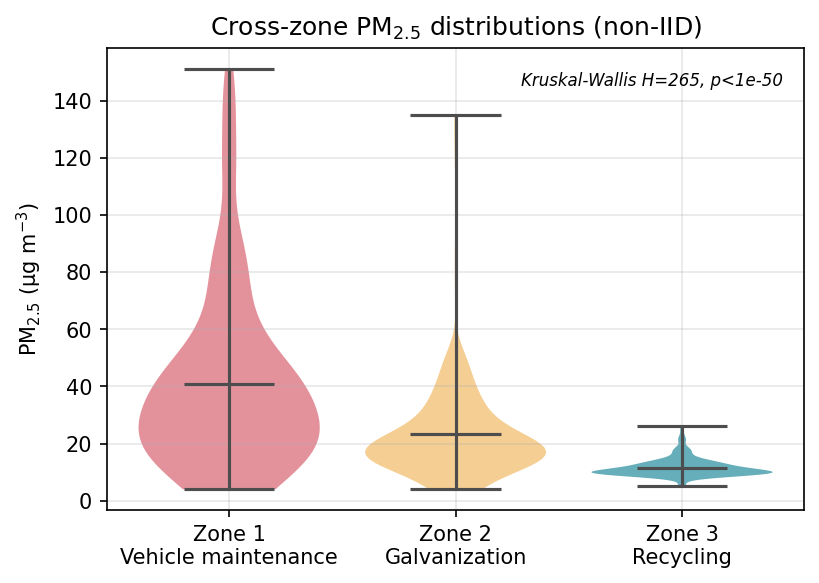 Cross-zone PM₂.₅ distributions (non-IID)
Kruskal-Wallis H=265, p<1e-50
PM₂.₅ (µg m⁻³)
140
120
100
80
60
40
20
0
Zone 1
Vehicle maintenance
Zone 2
Galvanization
Zone 3
Recycling